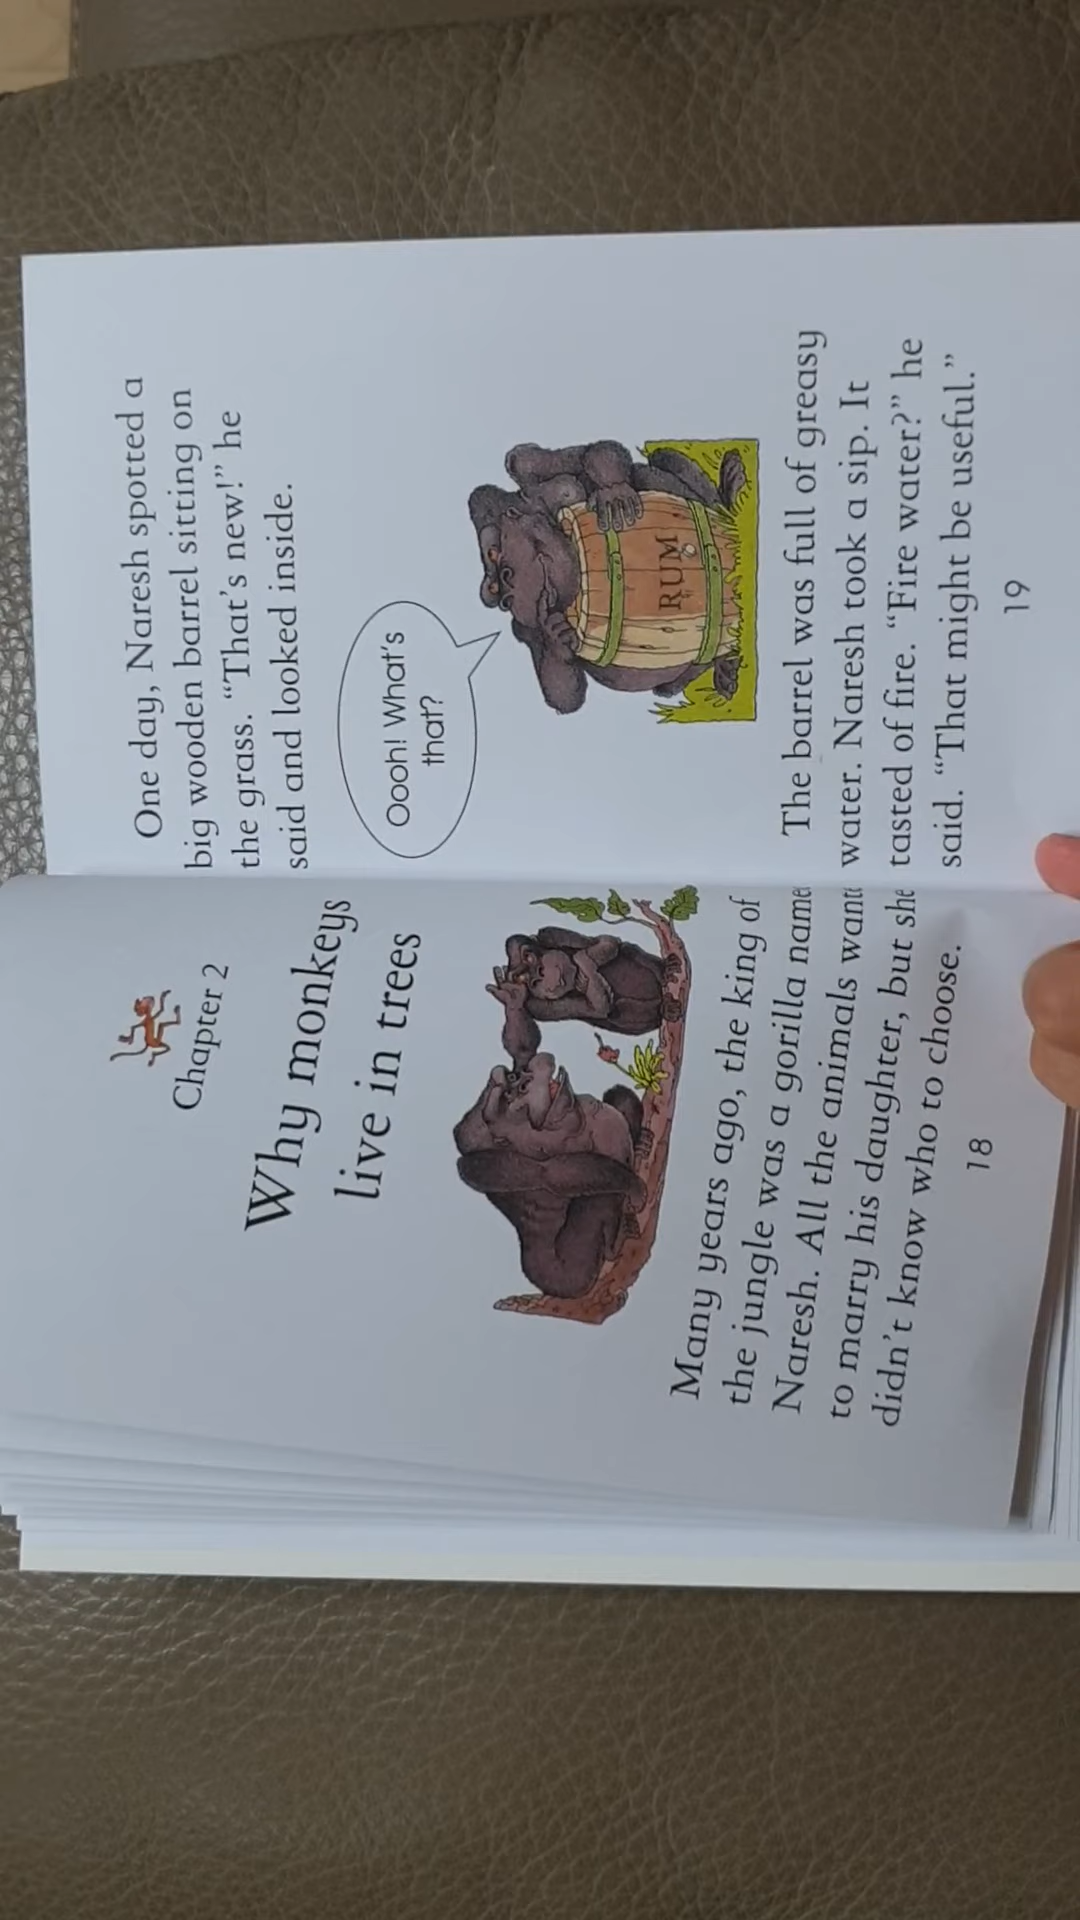 Chapter 2
Why monkeys
live in trees
Many years ago, the king of
the jungle was a gorilla name
Naresh. All the animals want
to marry his daughter, but she
didn't know who to choose.
18
One day, Naresh spotted a
big wooden barrel sitting on
the grass. “That's new!” he
said and looked inside.
Oooh! What's
that?
RUM
The barrel was full of greasy
water. Naresh took a sip. It
tasted of fire. “Fire water?” he
said. “That might be useful.”
19